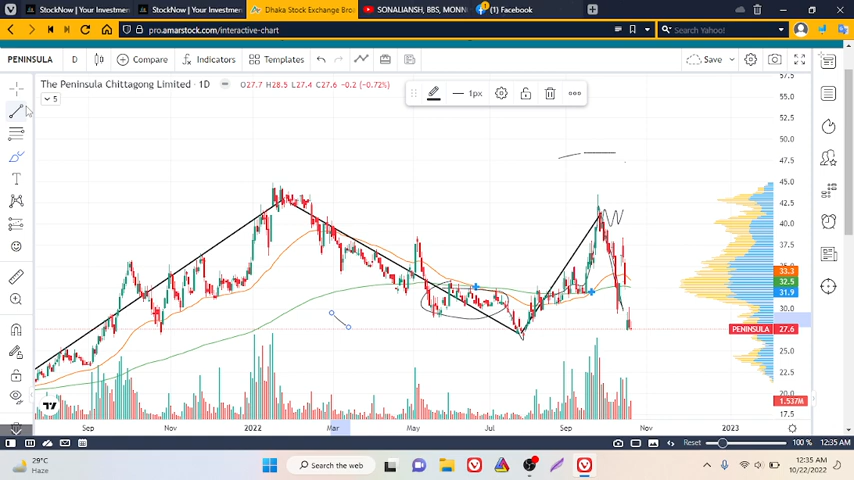 StockNow | Your Investmen
StockNow | Your Investmen
Dhaka Stock Exchange Bro
SONALIANSH, BBS, MONN
Facebook
pro.amarstock.com/interactive-chart
Search Yahoo!
PENINSULA
D
Compare
Indicators
Templates
Save
The Peninsula Chittagong Limited · 1D
O27.7 H28.5 L27.4 C27.6 -0.2 (-0.72%)
5
1px
57.5
55.0
52.5
50.0
47.5
45.0
42.5
40.0
37.5
35.0
33.3
32.5
31.9
30.0
PENINSULA 27.6
25.0
22.5
20.0
1.537M
17.5
Sep
Nov
2022
Mar
May
Jul
Sep
Nov
2023
Reset
100 %
12:35 AM
29°C
Haze
Search the web
12:35 AM
10/22/2022